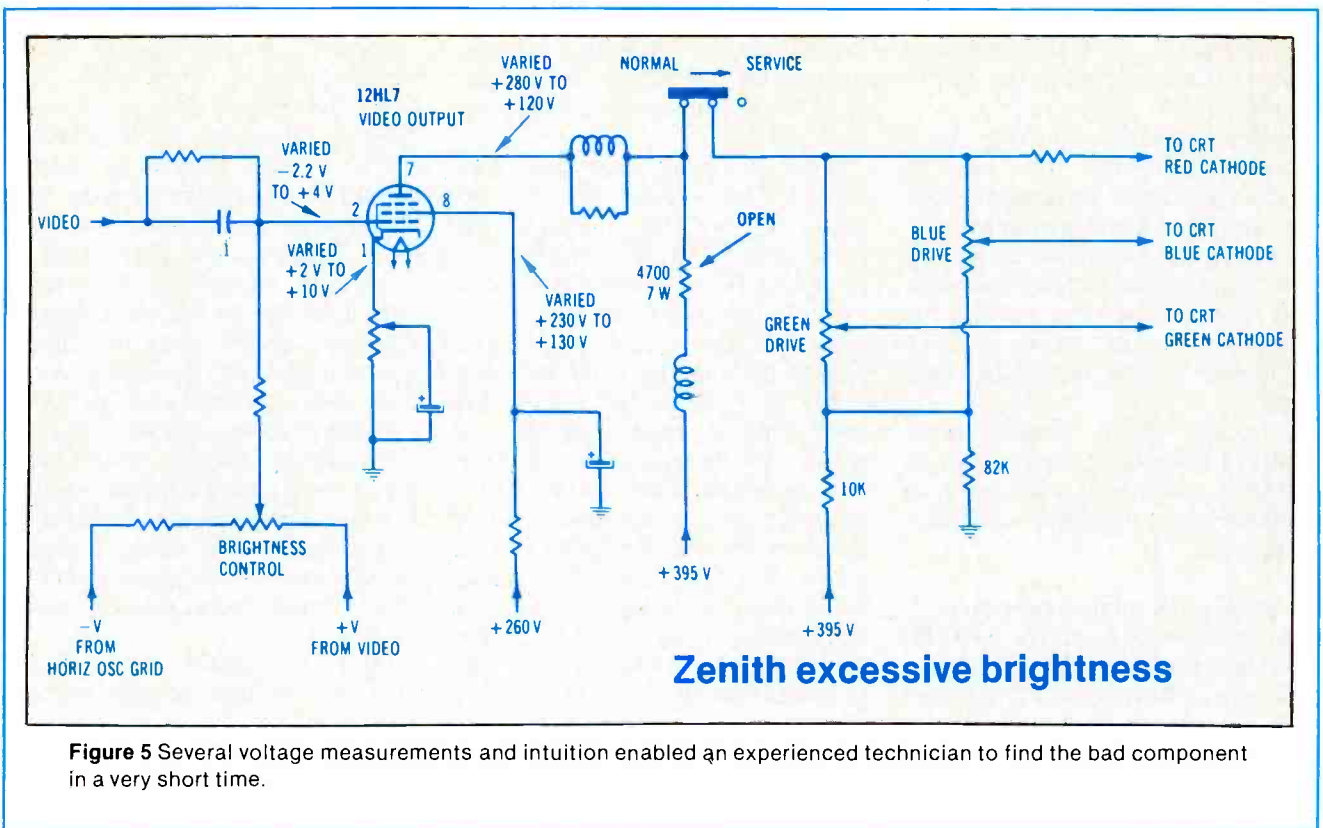 VARIED
+280 V TO
+120 V
NORMAL
SERVICE
12HL7
VIDEO OUTPUT
VARIED
−2.2 V
TO +4 V
7
2
8
VIDEO
.1
1
VARIED
+2 V TO
+10 V
VARIED
+230 V TO
+130 V
OPEN
4700
7 W
TO CRT
RED CATHODE
BLUE
DRIVE
TO CRT
BLUE CATHODE
GREEN
DRIVE
TO CRT
GREEN CATHODE
10K
82K
BRIGHTNESS
CONTROL
−V
FROM
HORIZ OSC GRID
+V
FROM VIDEO
+260 V
+395 V
+395 V
Zenith excessive brightness
Figure 5 Several voltage measurements and intuition enabled an experienced technician to find the bad component
in a very short time.